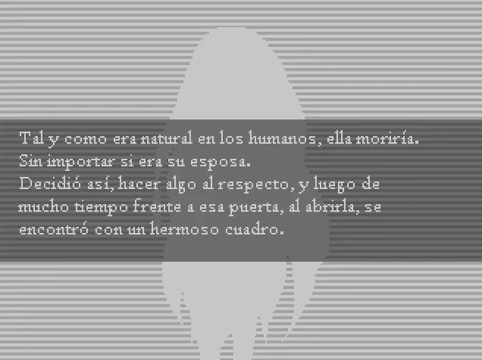 Tal y como era natural en los humanos, ella moriría.
Sin importar si era su esposa.
Decidió así, hacer algo al respecto, y luego de
mucho tiempo frente a esa puerta, al abrirla, se
encontró con un hermoso cuadro.